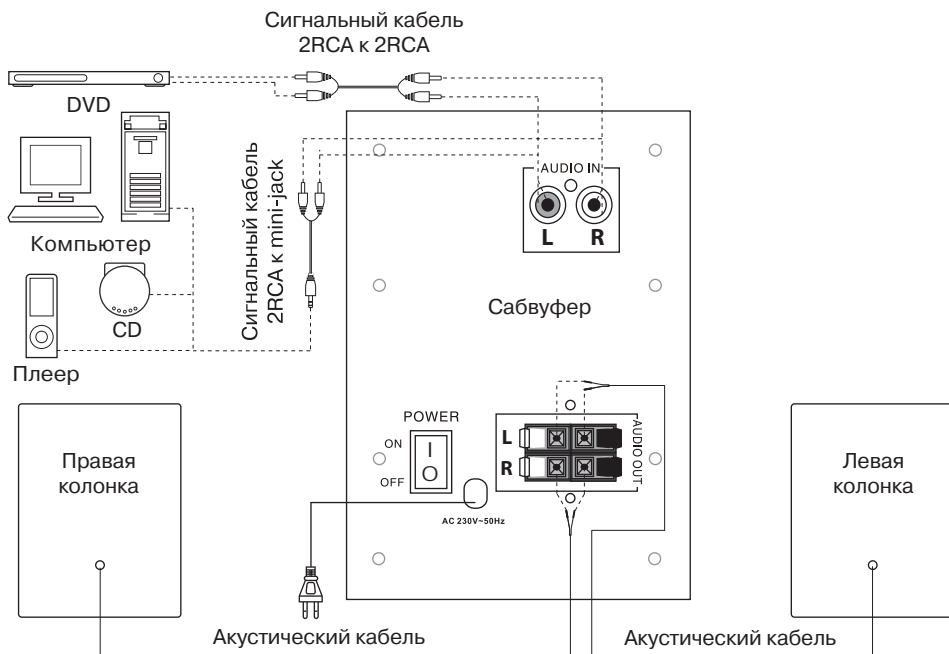 Сигнальный кабель
2RCA к 2RCA
DVD
Компьютер
CD
Плеер
Сигнальный кабель
2RCA к mini-jack
AUDIO IN
L R
Сабвуфер
POWER
ON
OFF
AC 230V~50Hz
L
R
AUDIO OUT
Правая
колонка
Левая
колонка
Акустический кабель
Акустический кабель